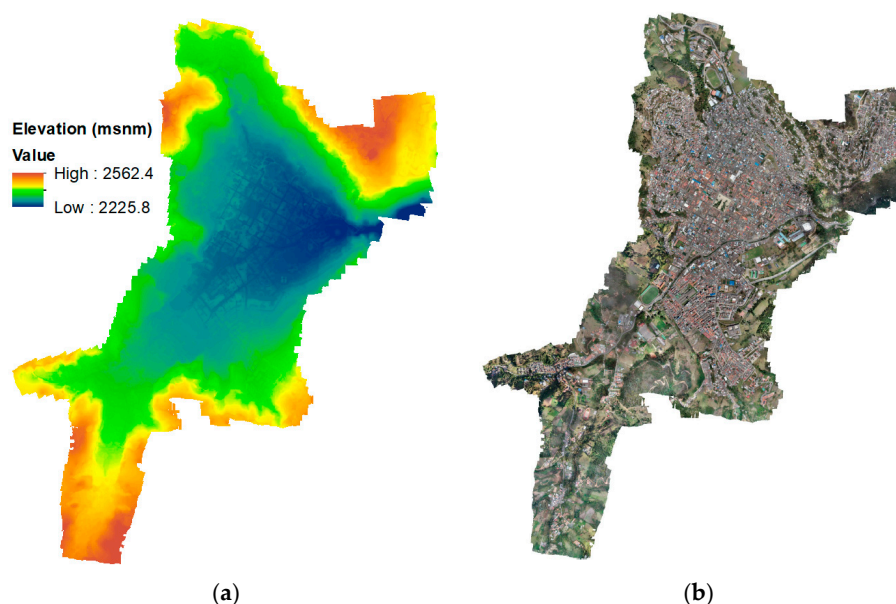 Elevation (msnm)
Value
High : 2562.4
Low : 2225.8
(a)
(b)